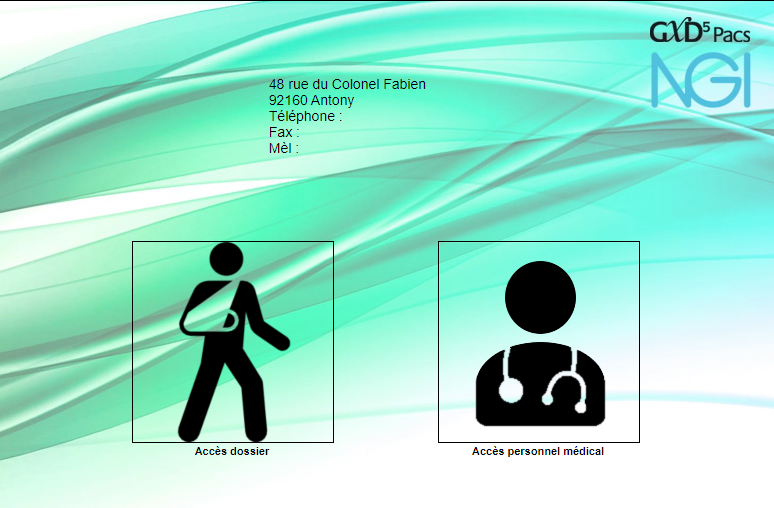 GXD5 Pacs
NGI
48 rue du Colonel Fabien
92160 Antony
Téléphone :
Fax :
Mèl :
Accès dossier
Accès personnel médical